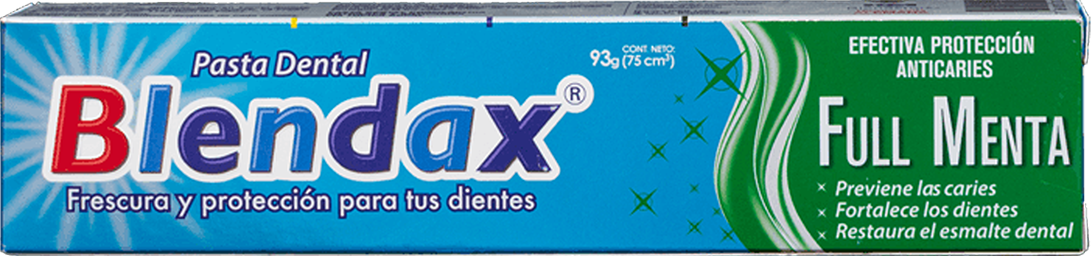 Pasta Dental
Blendax®
Frescura y protección para tus dientes
CONT. NETO:
93g (75 cm³)
EFECTIVA PROTECCIÓN
ANTICARIES
FULL MENTA
× Previene las caries
× Fortalece los dientes
× Restaura el esmalte dental